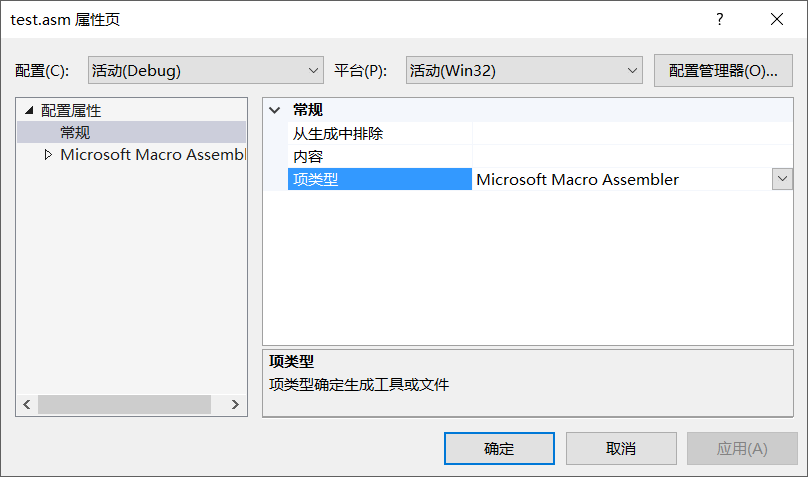 test.asm 属性页
配置(C): 活动(Debug) 平台(P): 活动(Win32) 配置管理器(O)...
配置属性
常规
Microsoft Macro Assembl
常规
从生成中排除
内容
项类型 Microsoft Macro Assembler
项类型
项类型确定生成工具或文件
确定 取消 应用(A)